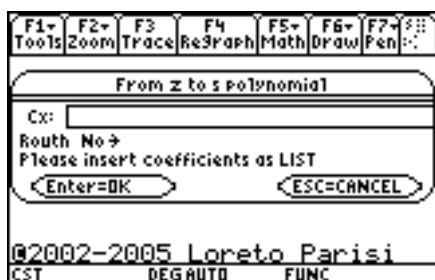 F1▾ F2▾ F3 F4 F5▾ F6▾ F7▾
Tools Zoom Trace ReGraph Math Draw Pen
From z to s polynomial
Cx:
Routh No→
Please insert coefficients as LIST
Enter=OK ESC=CANCEL
@2002-2005 Loreto Parisi
CST DEG AUTO FUNC